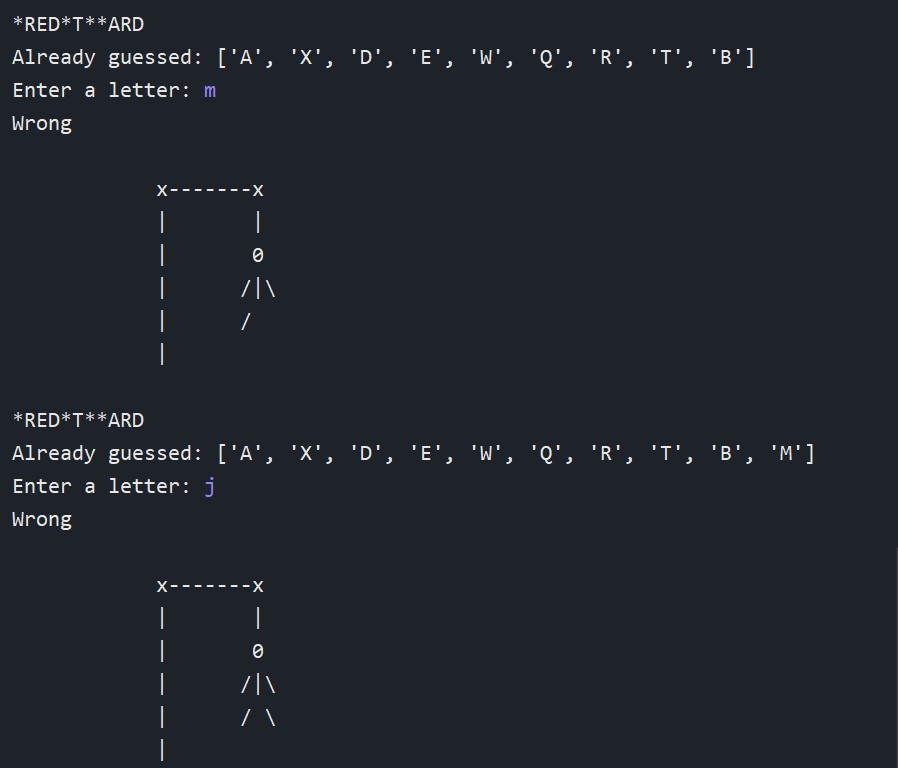 *RED*T**ARD
Already guessed: ['A', 'X', 'D', 'E', 'W', 'Q', 'R', 'T', 'B']
Enter a letter: m
Wrong
x-------x
|       |
|       0
|      /|\
|      /
|
*RED*T**ARD
Already guessed: ['A', 'X', 'D', 'E', 'W', 'Q', 'R', 'T', 'B', 'M']
Enter a letter: j
Wrong
x-------x
|       |
|       0
|      /|\
|      / \
|